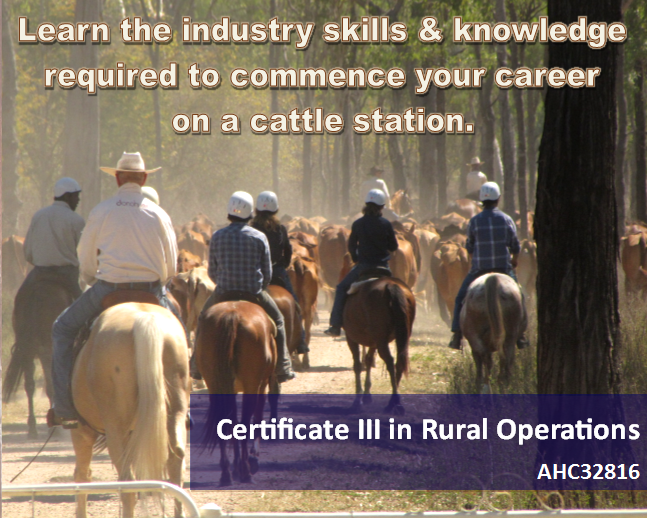 Learn the industry skills & knowledge
required to commence your career
on a cattle station.
Certificate III in Rural Operations
AHC32816